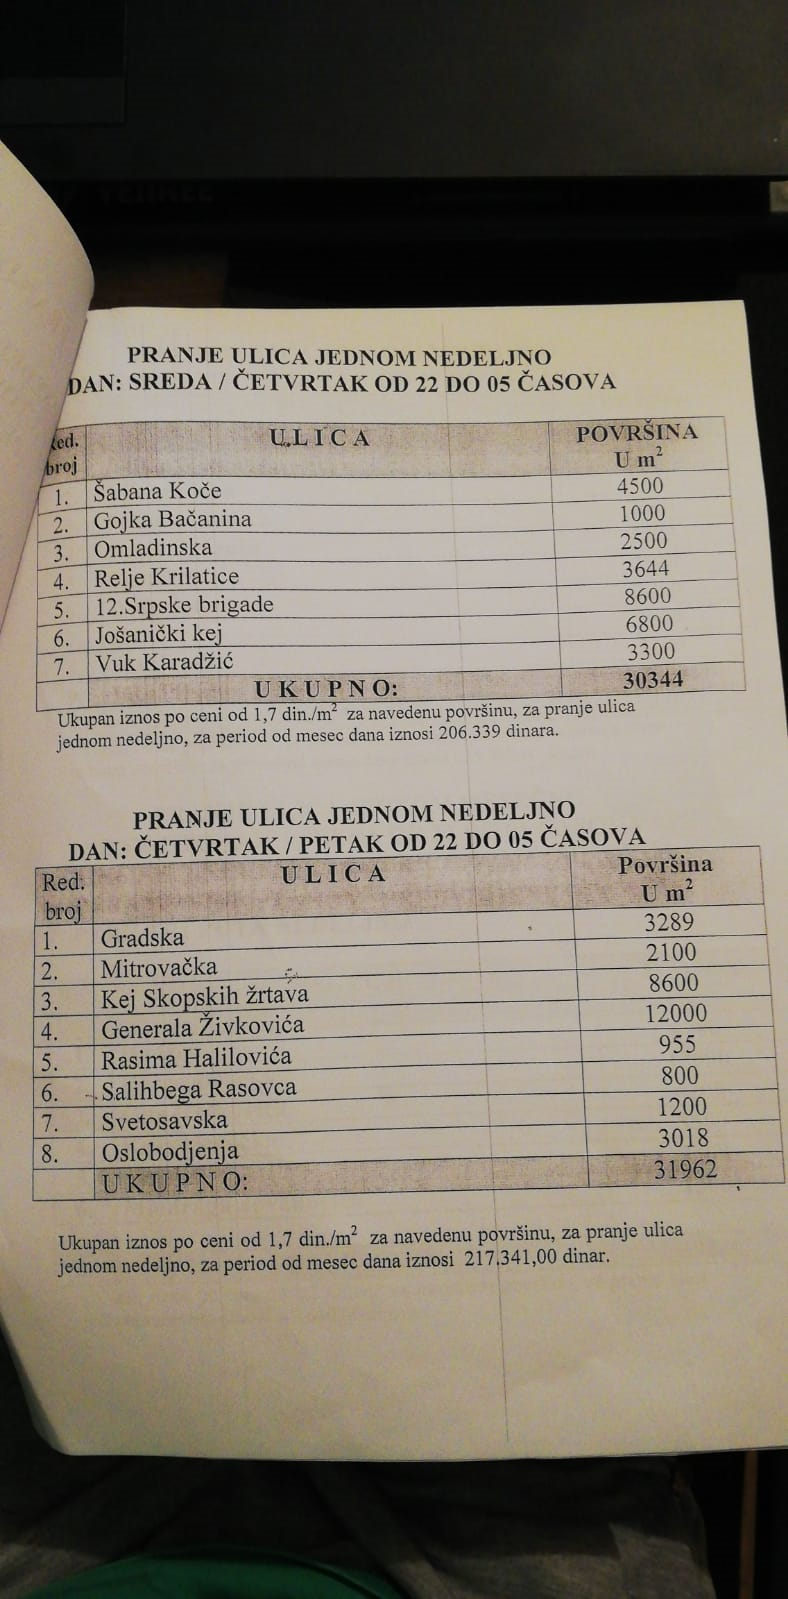 PRANJE ULICA JEDNOM NEDELJNO
DAN: SREDA / ČETVRTAK OD 22 DO 05 ČASOVA
Red. broj ULICA POVRŠINA U m²
1. Šabana Koče 4500
2. Gojka Bačanina 1000
3. Omladinska 2500
4. Relje Krilatice 3644
5. 12.Srpske brigade 8600
6. Jošanički kej 6800
7. Vuk Karadžić 3300
UKUPNO: 30344
Ukupan iznos po ceni od 1,7 din./m² za navedenu površinu, za pranje ulica
jednom nedeljno, za period od mesec dana iznosi 206.339 dinara.
PRANJE ULICA JEDNOM NEDELJNO
DAN: ČETVRTAK / PETAK OD 22 DO 05 ČASOVA
Red. broj ULICA Površina U m²
1. Gradska 3289
2. Mitrovačka 2100
3. Kej Skopskih žrtava 8600
4. Generala Živkovića 12000
5. Rasima Halilovića 955
6. Salihbega Rasovca 800
7. Svetosavska 1200
8. Oslobodjenja 3018
UKUPNO: 31962
Ukupan iznos po ceni od 1,7 din./m² za navedenu površinu, za pranje ulica
jednom nedeljno, za period od mesec dana iznosi 217.341,00 dinar.